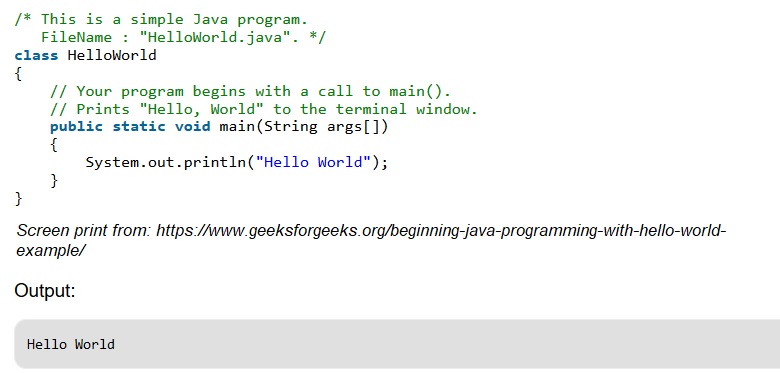 /* This is a simple Java program.
   FileName : "HelloWorld.java". */
class HelloWorld
{
    // Your program begins with a call to main().
    // Prints "Hello, World" to the terminal window.
    public static void main(String args[])
    {
        System.out.println("Hello World");
    }
}
Screen print from: https://www.geeksforgeeks.org/beginning-java-programming-with-hello-world-
example/
Output:
Hello World